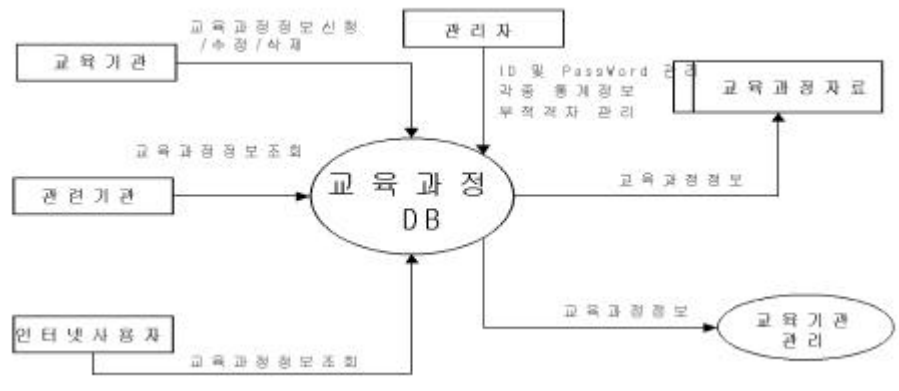 교육과정정보신청
/수정/삭제
관리자
교육기관
ID 및 PassWord 관리
각종 통계정보
부적격자 관리
교육과정자료
교육과정정보조회
관련기관
교육과정
DB
교육과정정보
인터넷사용자
교육과정정보조회
교육과정정보
교육기관
관리